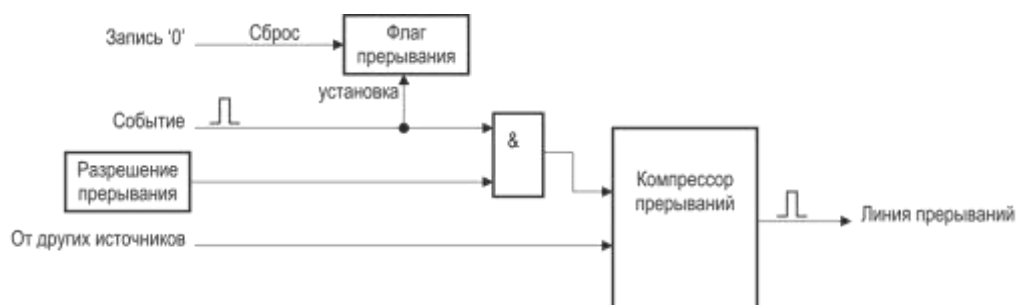 Запись ‘0’
Сброс
Флаг
прерывания
установка
Событие
&
Разрешение
прерывания
Компрессор
прерываний
Линия прерываний
От других источников